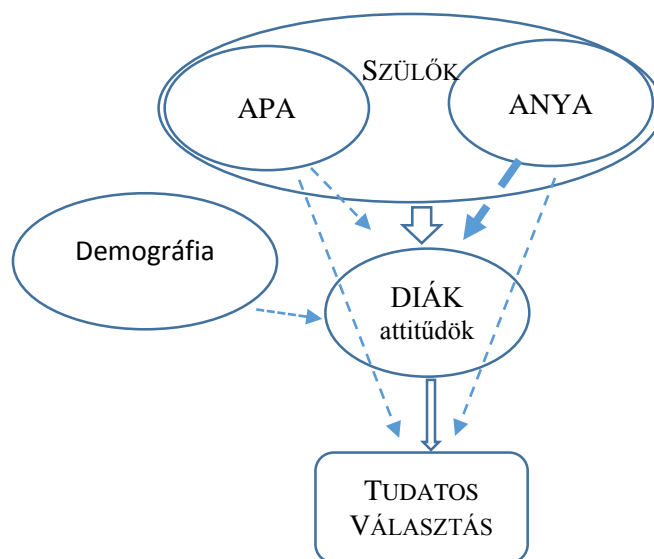 SZÜLŐK
APA
ANYA
Demográfia
DIÁK
attitűdök
TUDATOS
VÁLASZTÁS